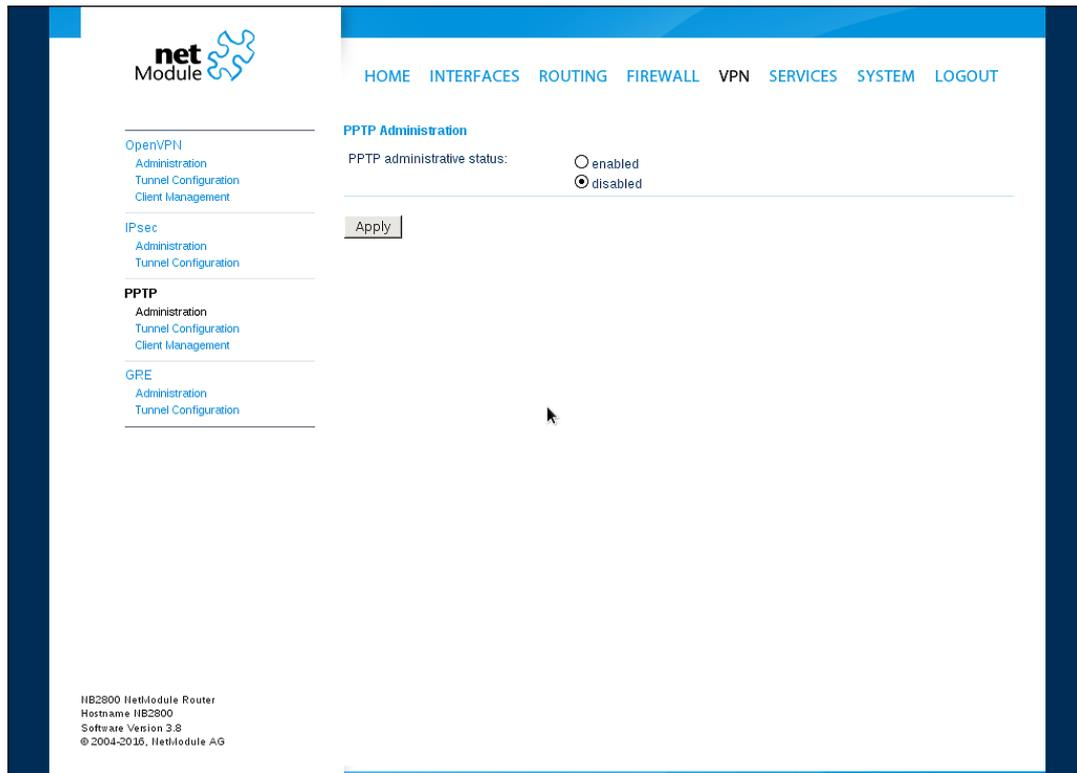 net
Module
HOME INTERFACES ROUTING FIREWALL VPN SERVICES SYSTEM LOGOUT
OpenVPN
Administration
Tunnel Configuration
Client Management
IPsec
Administration
Tunnel Configuration
PPTP
Administration
Tunnel Configuration
Client Management
GRE
Administration
Tunnel Configuration
PPTP Administration
PPTP administrative status:
enabled
disabled
Apply
NB2800 NetModule Router
Hostname NB2800
Software Version 3.8
© 2004-2016, NetModule AG